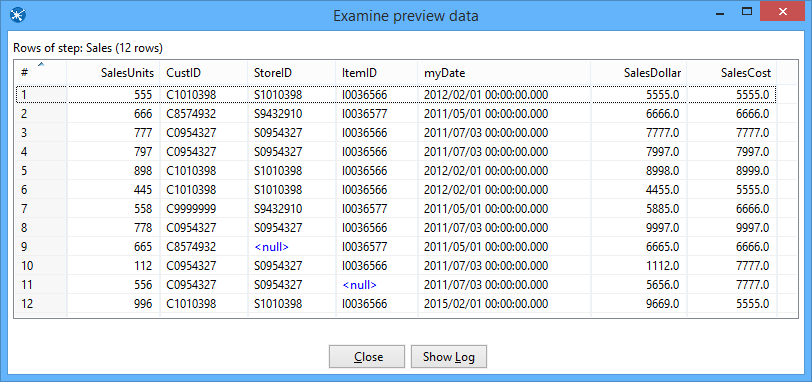 Examine preview data
Rows of step: Sales (12 rows)
# SalesUnits CustID StoreID ItemID myDate SalesDollar SalesCost
1 555 C1010398 S1010398 I0036566 2012/02/01 00:00:00.000 5555.0 5555.0
2 666 C8574932 S9432910 I0036577 2011/05/01 00:00:00.000 6666.0 6666.0
3 777 C0954327 S0954327 I0036566 2011/07/03 00:00:00.000 7777.0 7777.0
4 797 C0954327 S0954327 I0036566 2011/07/03 00:00:00.000 7997.0 7997.0
5 898 C1010398 S1010398 I0036566 2012/02/01 00:00:00.000 8998.0 8999.0
6 445 C1010398 S1010398 I0036566 2012/02/01 00:00:00.000 4455.0 5555.0
7 558 C9999999 S9432910 I0036577 2011/05/01 00:00:00.000 5885.0 6666.0
8 778 C0954327 S0954327 I0036566 2011/07/03 00:00:00.000 9997.0 9997.0
9 665 C8574932 <null> I0036577 2011/05/01 00:00:00.000 6665.0 6666.0
10 112 C0954327 S0954327 I0036566 2011/07/03 00:00:00.000 1112.0 7777.0
11 556 C0954327 S0954327 <null> 2011/07/03 00:00:00.000 5656.0 7777.0
12 996 C1010398 S1010398 I0036566 2015/02/01 00:00:00.000 9669.0 5555.0
Close Show Log